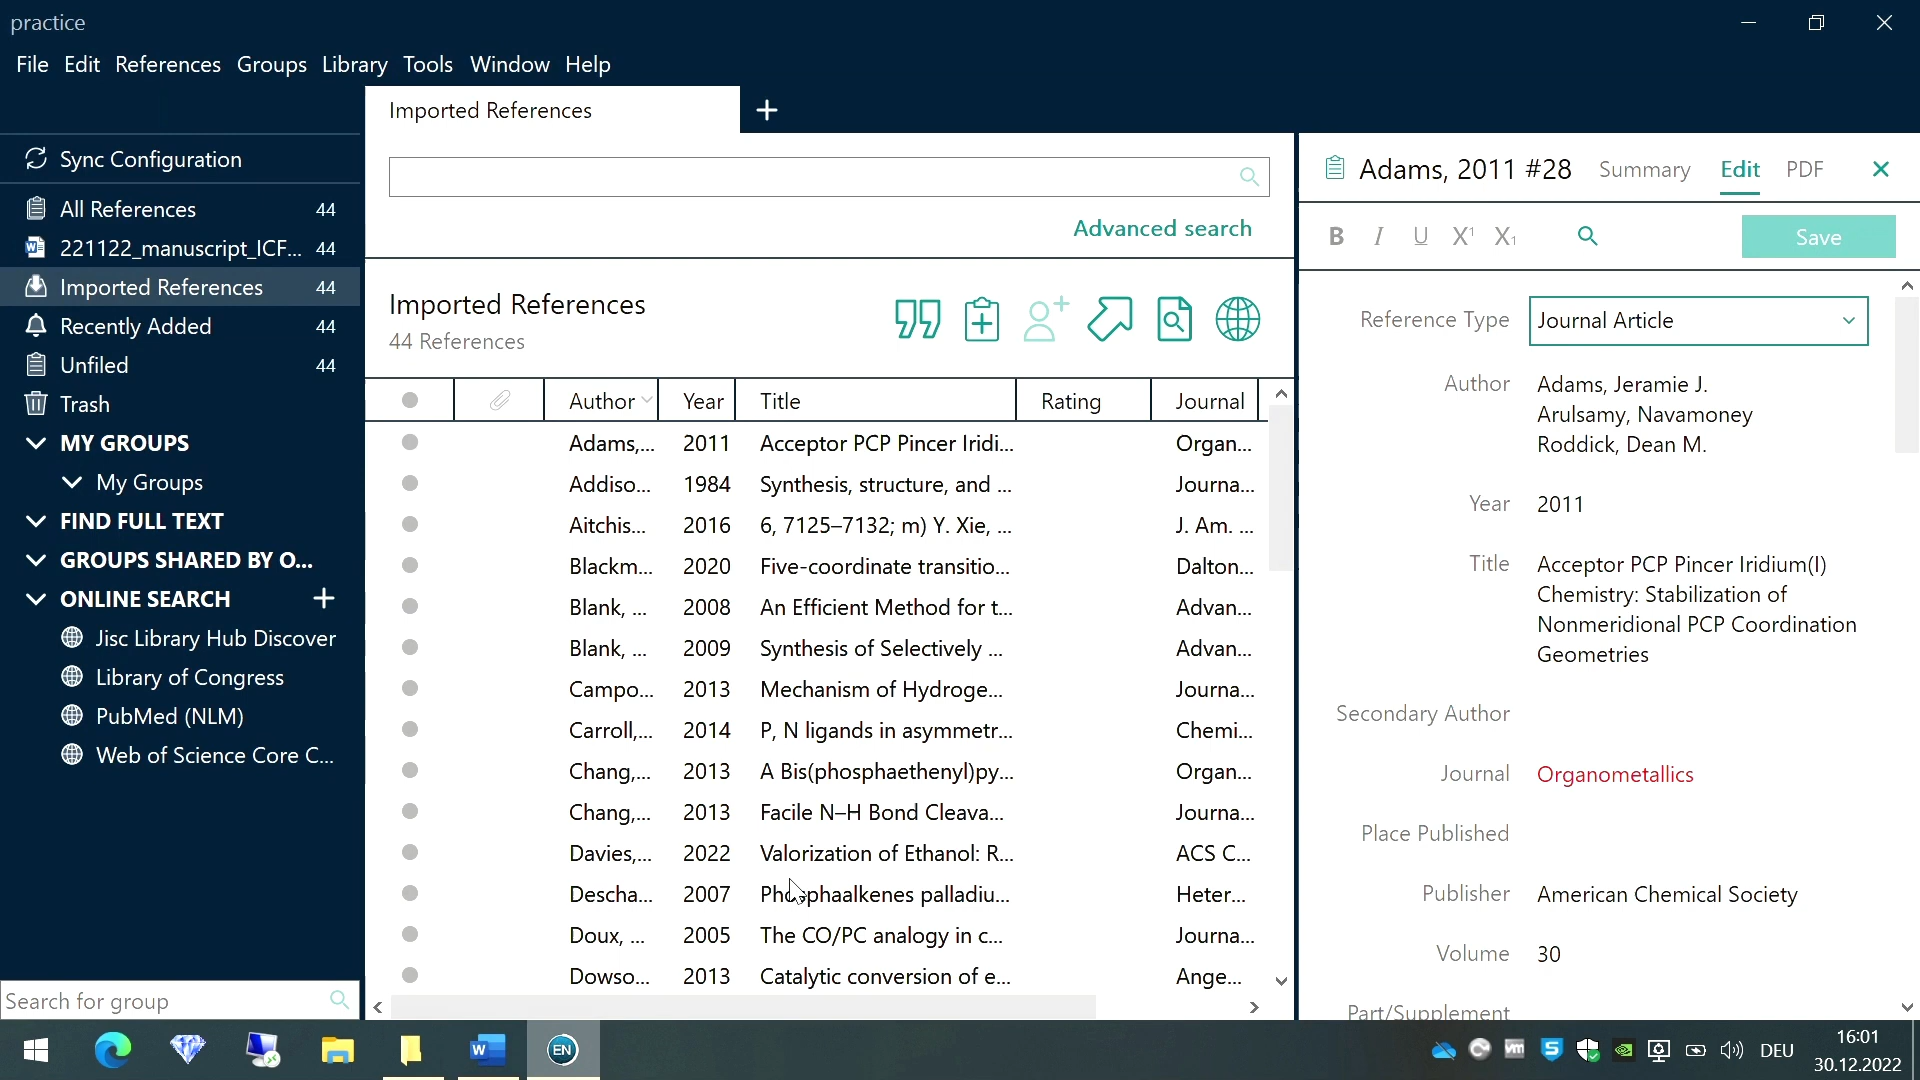 practice
File Edit References Groups Library Tools Window Help
Imported References
Sync Configuration
All References 44
221122_manuscript_ICF... 44
Imported References 44
Recently Added 44
Unfiled 44
Trash
MY GROUPS
My Groups
FIND FULL TEXT
GROUPS SHARED BY O...
ONLINE SEARCH
Jisc Library Hub Discover
Library of Congress
PubMed (NLM)
Web of Science Core C...
Search for group
Advanced search
Imported References
44 References
Author Year Title Rating Journal
Adams,... 2011 Acceptor PCP Pincer Iridi... Organ...
Addiso... 1984 Synthesis, structure, and ... Journa...
Aitchis... 2016 6, 7125–7132; m) Y. Xie, ... J. Am. ...
Blackm... 2020 Five-coordinate transitio... Dalton...
Blank, ... 2008 An Efficient Method for t... Advan...
Blank, ... 2009 Synthesis of Selectively ... Advan...
Campo... 2013 Mechanism of Hydroge... Journa...
Carroll,... 2014 P, N ligands in asymmetr... Chemi...
Chang,... 2013 A Bis(phosphaethenyl)py... Organ...
Chang,... 2013 Facile N–H Bond Cleava... Journa...
Davies,... 2022 Valorization of Ethanol: R... ACS C...
Descha... 2007 Phosphaalkenes palladiu... Heter...
Doux, ... 2005 The CO/PC analogy in c... Journa...
Dowso... 2013 Catalytic conversion of e... Ange...
Adams, 2011 #28 Summary Edit PDF
B I U X¹ X₁ Save
Reference Type Journal Article
Author Adams, Jeramie J.
Arulsamy, Navamoney
Roddick, Dean M.
Year 2011
Title Acceptor PCP Pincer Iridium(I)
Chemistry: Stabilization of
Nonmeridional PCP Coordination
Geometries
Secondary Author
Journal Organometallics
Place Published
Publisher American Chemical Society
Volume 30
Part/Supplement
W EN vm S DEU 16:01
30.12.2022